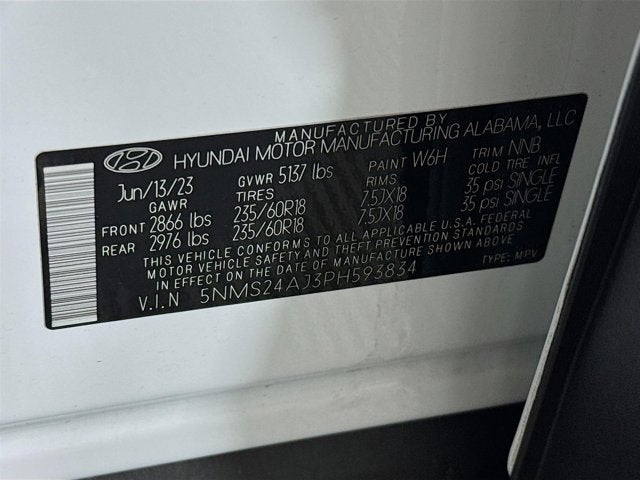 MANUFACTURED BY
HYUNDAI MOTOR MANUFACTURING ALABAMA, LLC
Jun/13/23 GVWR 5137 lbs PAINT W6H TRIM NNB
GAWR TIRES RIMS COLD TIRE INFL
FRONT 2866 lbs 235/60R18 7.5JX18 35 psi SINGLE
REAR 2976 lbs 235/60R18 7.5JX18 35 psi SINGLE
THIS VEHICLE CONFORMS TO ALL APPLICABLE U.S.A. FEDERAL
MOTOR VEHICLE SAFETY AND THEFT PREVENTION STANDARDS
IN EFFECT ON THE DATE OF MANUFACTURE SHOWN ABOVE
V.I.N 5NMS24AJ3PH593834 TYPE: MPV